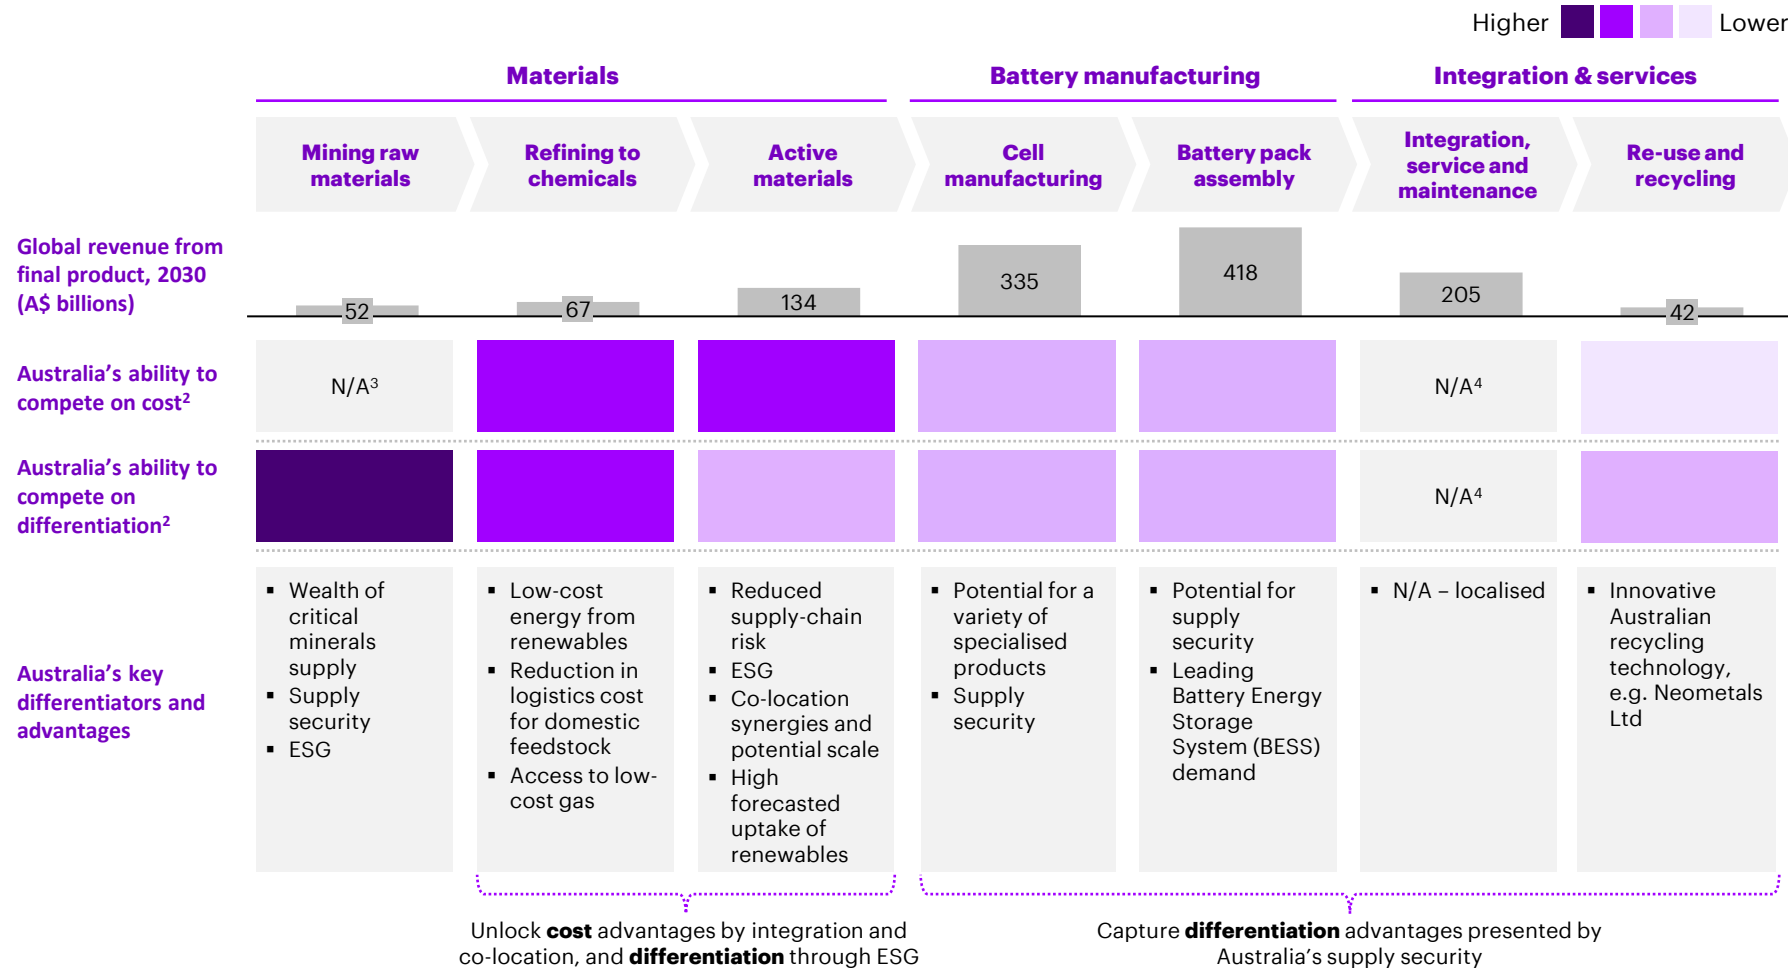 Higher
Lower
Materials
Battery manufacturing
Integration & services
Mining raw
materials
Refining to
chemicals
Active
materials
Cell
manufacturing
Battery pack
assembly
Integration,
service and
maintenance
Re-use and
recycling
Global revenue from
final product, 2030
(A$ billions)
52
67
134
335
418
205
42
Australia's ability to
compete on cost²
N/A³
N/A⁴
Australia's ability to
compete on
differentiation²
N/A⁴
Australia's key
differentiators and
advantages
▪ Wealth of
critical
minerals
supply
▪ Supply
security
▪ ESG
▪ Low-cost
energy from
renewables
▪ Reduction in
logistics cost
for domestic
feedstock
▪ Access to low-
cost gas
▪ Reduced
supply-chain
risk
▪ ESG
▪ Co-location
synergies and
potential scale
▪ High
forecasted
uptake of
renewables
▪ Potential for a
variety of
specialised
products
▪ Supply
security
▪ Potential for
supply
security
▪ Leading
Battery Energy
Storage
System (BESS)
demand
▪ N/A – localised
▪ Innovative
Australian
recycling
technology,
e.g. Neometals
Ltd
Unlock cost advantages by integration and
co-location, and differentiation through ESG
Capture differentiation advantages presented by
Australia's supply security